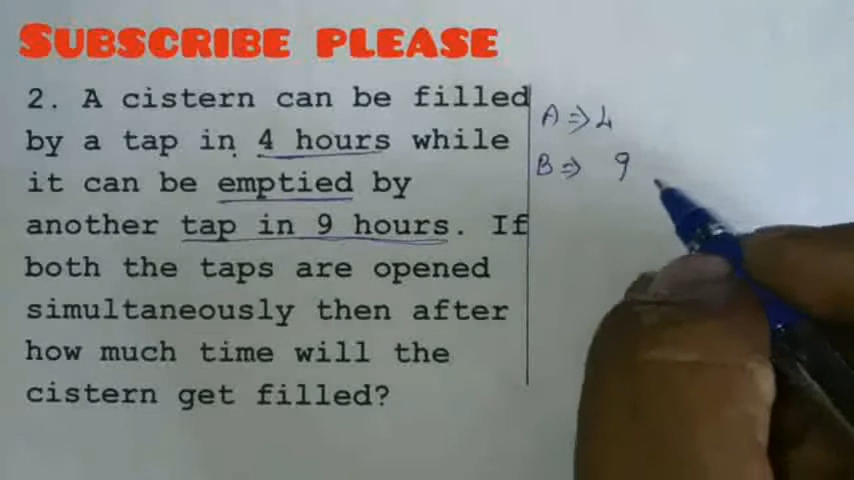 SUBSCRIBE PLEASE
2. A cistern can be filled
by a tap in 4 hours while
it can be emptied by
another tap in 9 hours. If
both the taps are opened
simultaneously then after
how much time will the
cistern get filled?
A => 4
B => 9